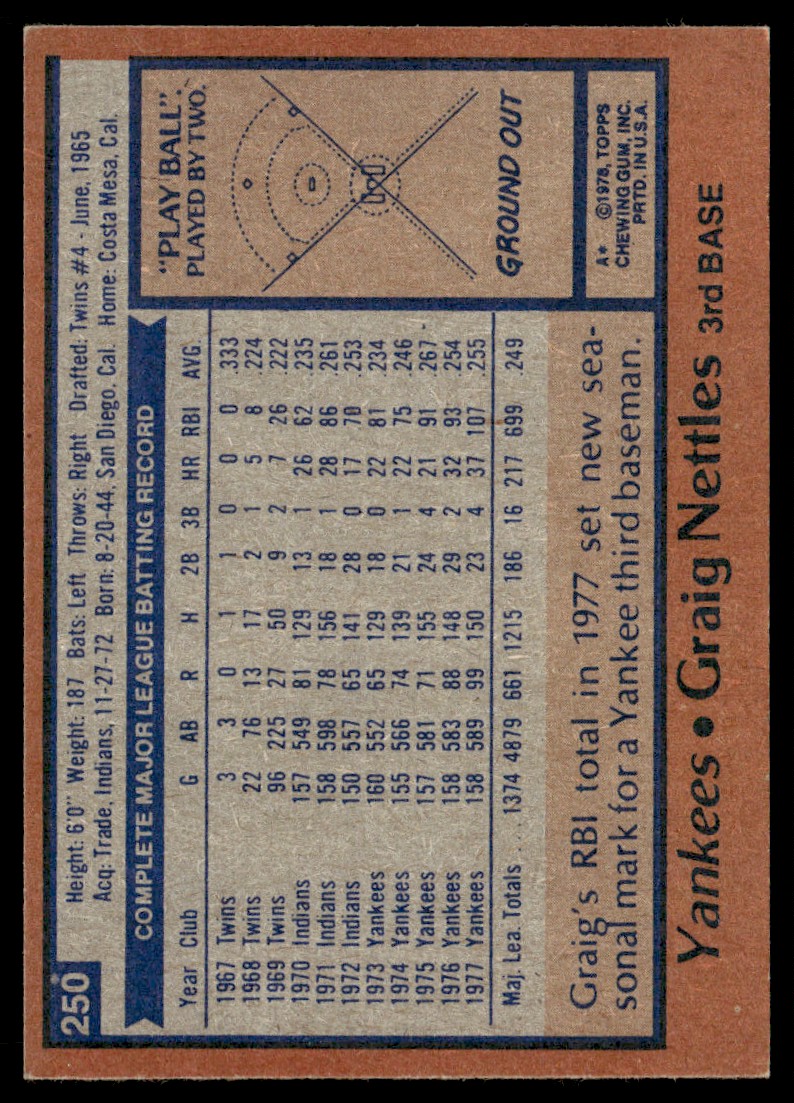 250
Height: 6'0" Weight: 187 Bats: Left Throws: Right Drafted: Twins #4 - June, 1965
Acq: Trade, Indians, 11-27-72 Born: 8-20-44, San Diego, Cal. Home: Costa Mesa, Cal.
COMPLETE MAJOR LEAGUE BATTING RECORD
Year Club G AB R H 2B 3B HR RBI AVG.
1967 Twins 3 3 0 1 1 0 0 0 .333
1968 Twins 22 76 13 17 2 1 5 8 .224
1969 Twins 96 225 27 50 9 2 7 26 .222
1970 Indians 157 549 81 129 13 1 26 62 .235
1971 Indians 158 598 78 156 18 1 28 86 .261
1972 Indians 150 557 65 141 28 0 17 70 .253
1973 Yankees 160 552 65 129 18 0 22 81 .234
1974 Yankees 155 566 74 139 21 1 22 75 .246
1975 Yankees 157 581 71 155 24 4 21 91 .267
1976 Yankees 158 583 88 148 29 2 32 93 .254
1977 Yankees 158 589 99 150 23 4 37 107 .255
Maj. Lea. Totals .... 1374 4879 661 1215 186 16 217 699 .249
"PLAY BALL"
PLAYED BY TWO.
GROUND OUT
A* ©1978, TOPPS
CHEWING GUM, INC.
PRTD. IN U.S.A.
Graig's RBI total in 1977 set new sea-
sonal mark for a Yankee third baseman.
Yankees • Graig Nettles 3rd BASE